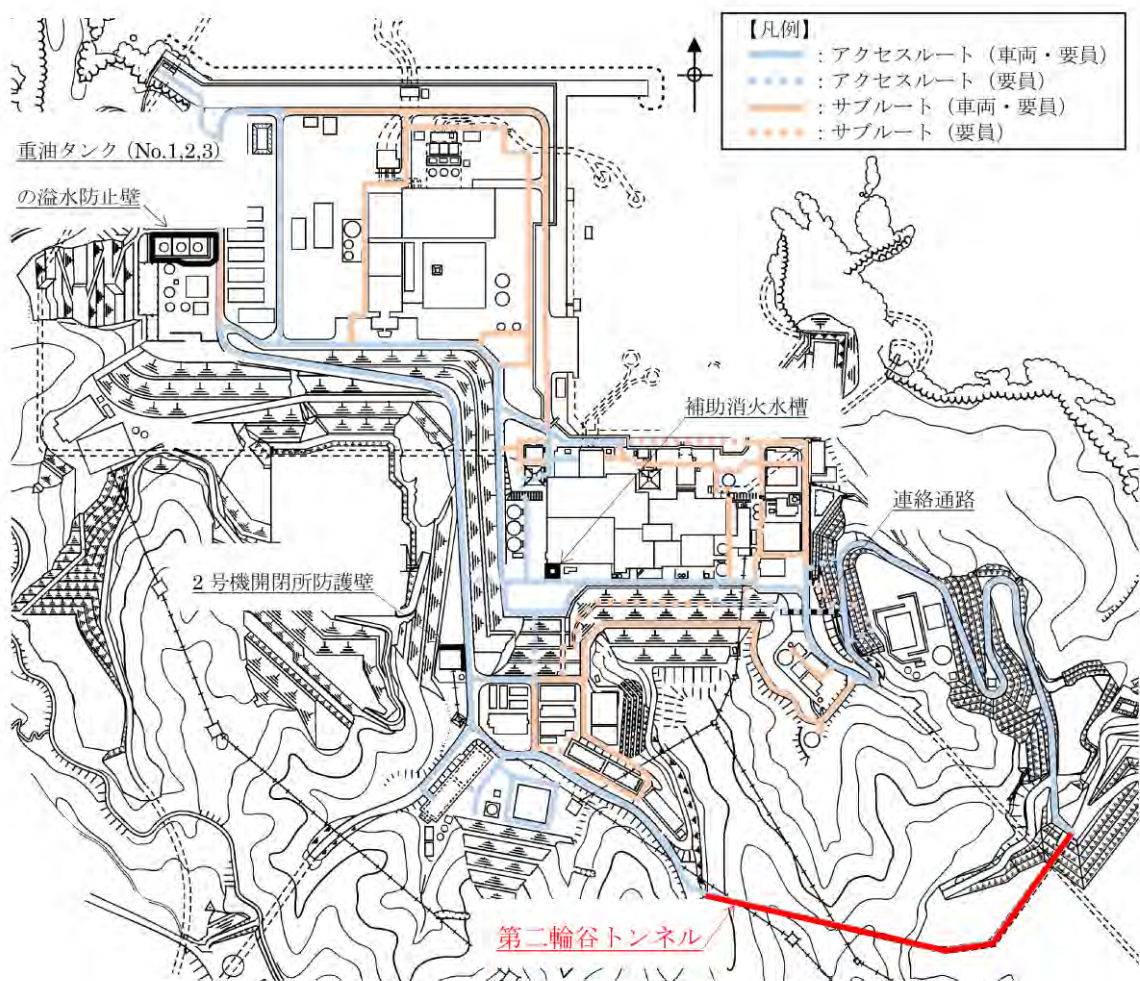 【凡例】
：アクセスルート（車両・要員）
：アクセスルート（要員）
：サブルート（車両・要員）
：サブルート（要員）
重油タンク(No.1,2,3)
の溢水防止壁
補助消火水槽
連絡通路
2号機開閉所防護壁
第二輪谷トンネル